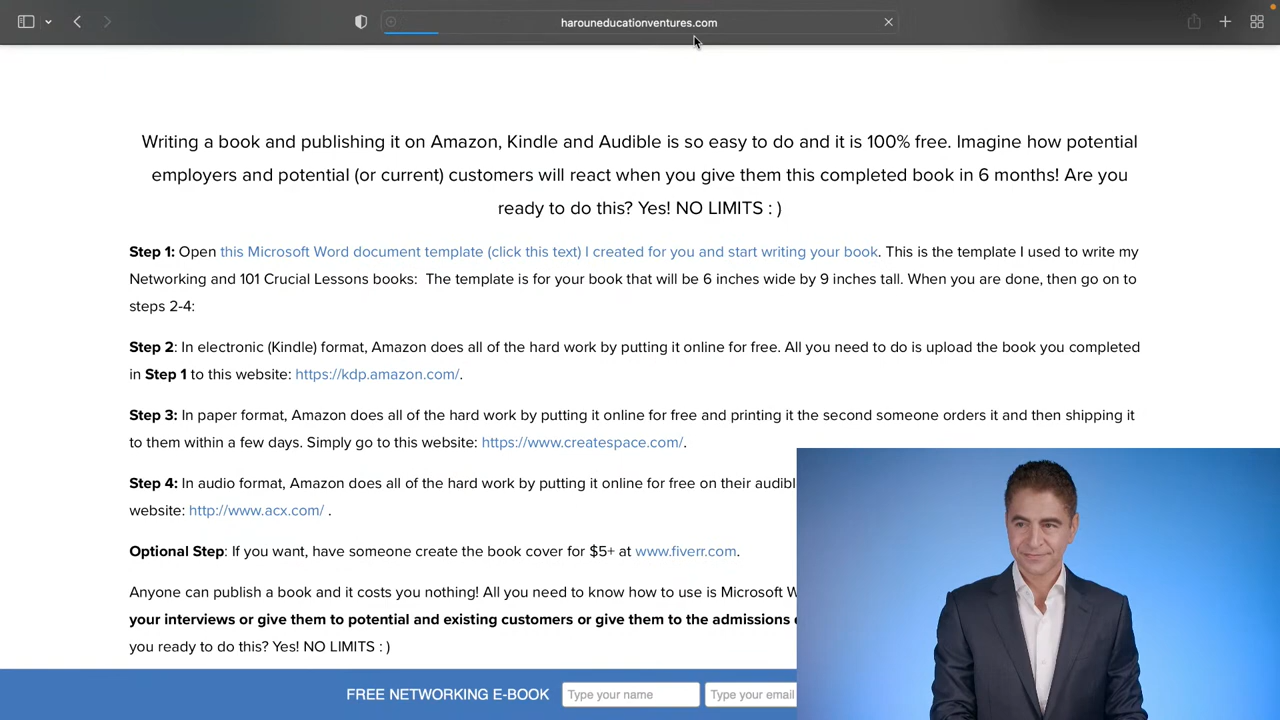 harouneducationventures.com
Writing a book and publishing it on Amazon, Kindle and Audible is so easy to do and it is 100% free. Imagine how potential
employers and potential (or current) customers will react when you give them this completed book in 6 months! Are you
ready to do this? Yes! NO LIMITS : )
Step 1: Open this Microsoft Word document template (click this text) I created for you and start writing your book. This is the template I used to write my
Networking and 101 Crucial Lessons books:  The template is for your book that will be 6 inches wide by 9 inches tall. When you are done, then go on to
steps 2-4:
Step 2: In electronic (Kindle) format, Amazon does all of the hard work by putting it online for free. All you need to do is upload the book you completed
in Step 1 to this website: https://kdp.amazon.com/.
Step 3: In paper format, Amazon does all of the hard work by putting it online for free and printing it the second someone orders it and then shipping it
to them within a few days. Simply go to this website: https://www.createspace.com/.
Step 4: In audio format, Amazon does all of the hard work by putting it online for free on their audibl
website: http://www.acx.com/ .
Optional Step: If you want, have someone create the book cover for $5+ at www.fiverr.com.
Anyone can publish a book and it costs you nothing! All you need to know how to use is Microsoft W
your interviews or give them to potential and existing customers or give them to the admissions
you ready to do this? Yes! NO LIMITS : )
FREE NETWORKING E-BOOK Type your name Type your email